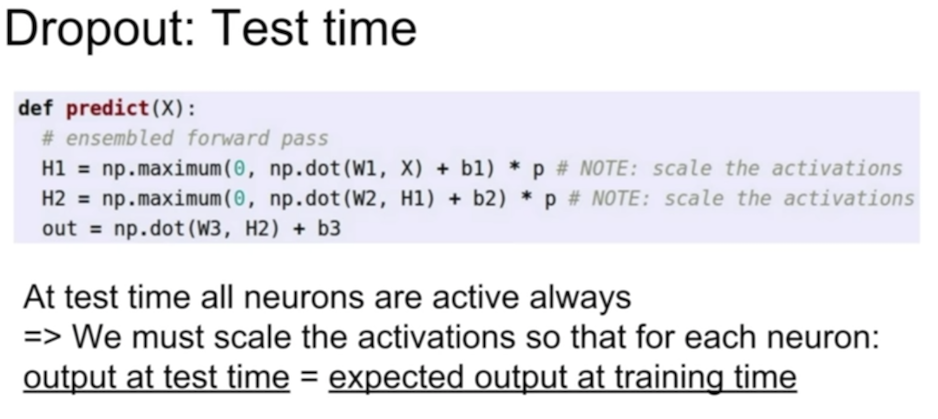 Dropout: Test time
def predict(X):
# ensembled forward pass
H1 = np.maximum(0, np.dot(W1, X) + b1) * p # NOTE: scale the activations
H2 = np.maximum(0, np.dot(W2, H1) + b2) * p # NOTE: scale the activations
out = np.dot(W3, H2) + b3
At test time all neurons are active always
=> We must scale the activations so that for each neuron:
output at test time = expected output at training time